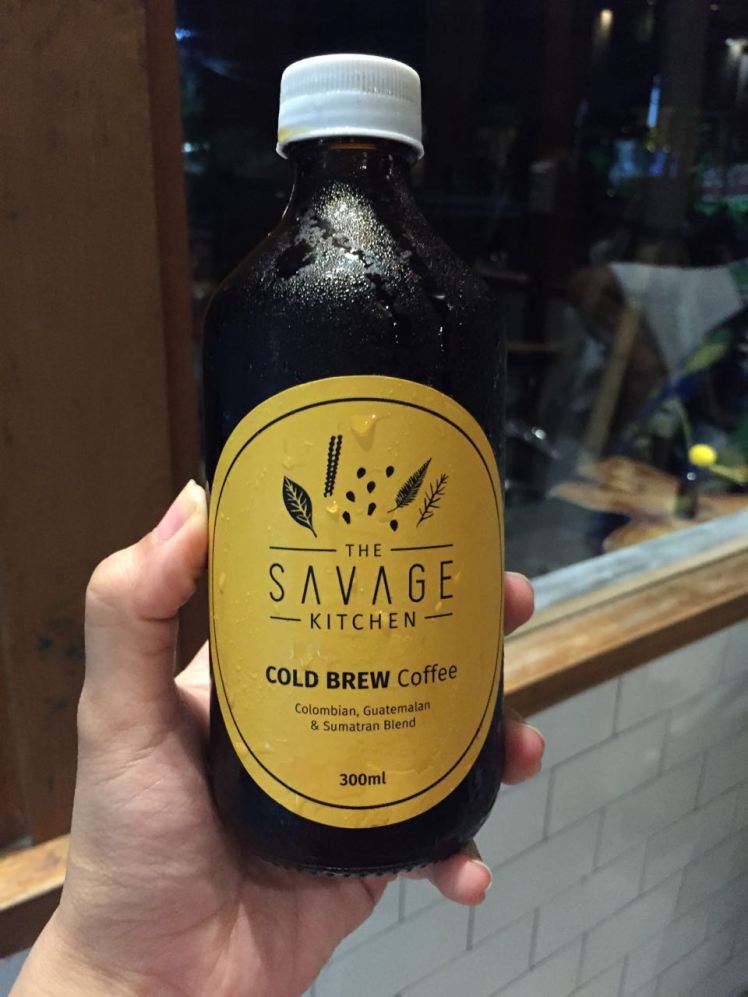 THE
SAVAGE
KITCHEN
COLD BREW Coffee
Colombian, Guatemalan
& Sumatran Blend
300ml